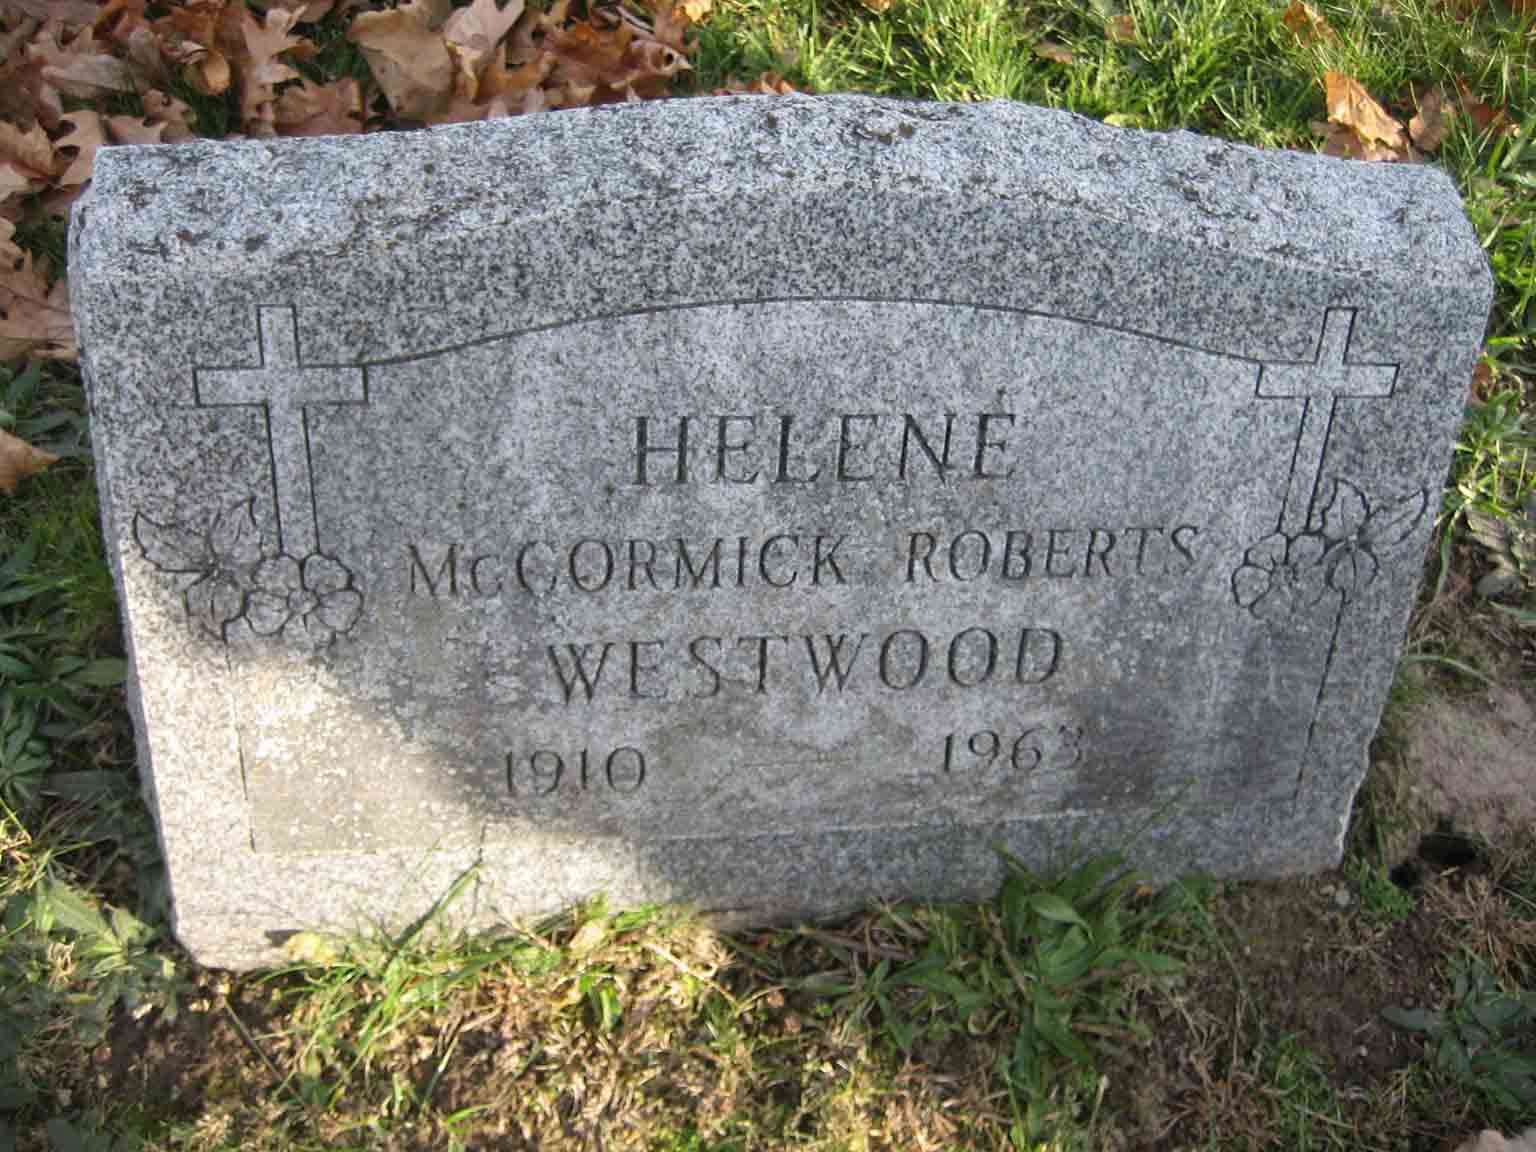 HELENE
McCORMICK ROBERTS
WESTWOOD
1910 — 1963